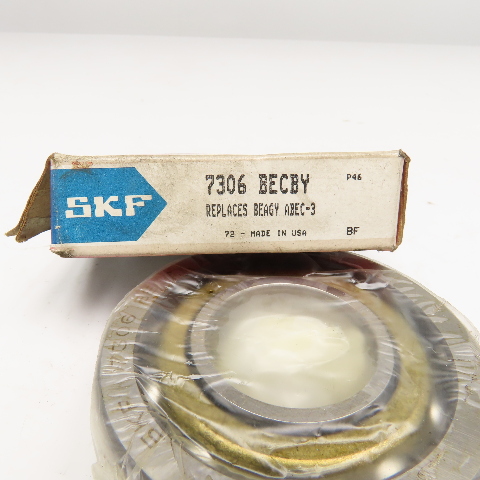 SKF
7306 BECBY
P46
REPLACES BEAGY ABEC-3
72 - MADE IN USA
BF